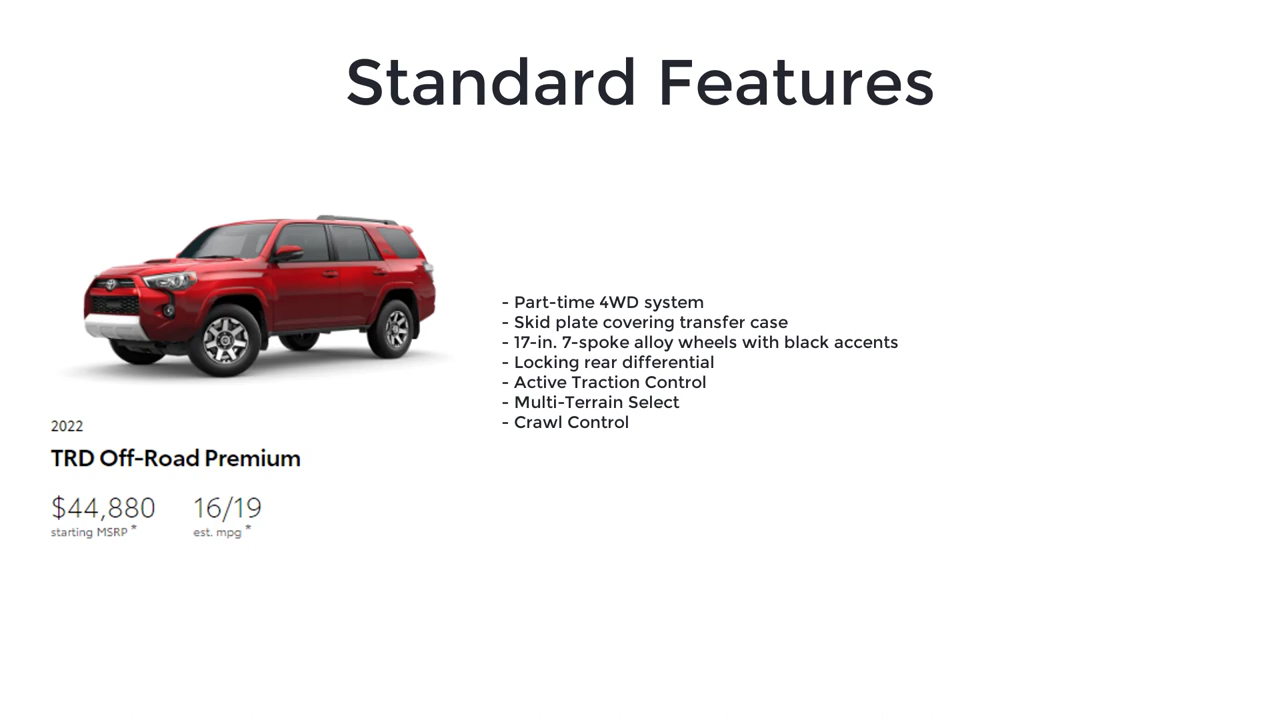 Standard Features
- Part-time 4WD system
- Skid plate covering transfer case
- 17-in. 7-spoke alloy wheels with black accents
- Locking rear differential
- Active Traction Control
- Multi-Terrain Select
- Crawl Control
2022
TRD Off-Road Premium
$44,880 16/19
starting MSRP * est. mpg *